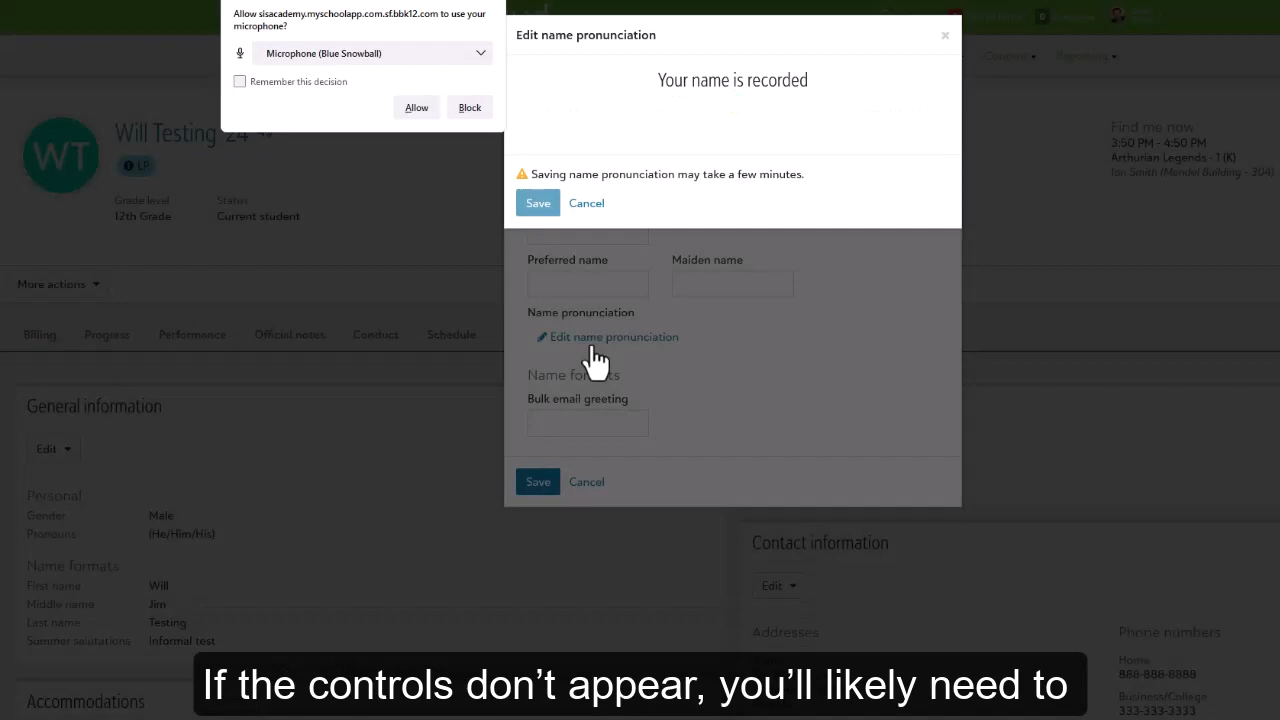 Allow sisacademy.myschoolapp.com.sf.bbk12.com to use your
microphone?
Microphone (Blue Snowball)
Remember this decision
Allow
Block
Edit name pronunciation
×
Your name is recorded
Saving name pronunciation may take a few minutes.
Save
Cancel
Reporting
WT
Will Testing
LP
Grade level
12th Grade
Status
Current student
Find me now
3:50 PM - 4:50 PM
Arthurian Legends - 1 (K)
Ian Smith (Mendel Building - 304)
More actions
Preferred name
Maiden name
Name pronunciation
Edit name pronunciation
Name formats
Bulk email greeting
Save
Cancel
Billing
Progress
Performance
Official notes
Conduct
Schedule
General information
Edit
Personal
Gender
Male
Pronouns
(He/Him/His)
Name formats
First name
Will
Middle name
Jim
Last name
Testing
Summer salutations
Informal test
Accommodations
Contact information
Edit
Addresses
Phone numbers
Home
888-888-8888
Business/College
333-333-3333
If the controls don’t appear, you’ll likely need to